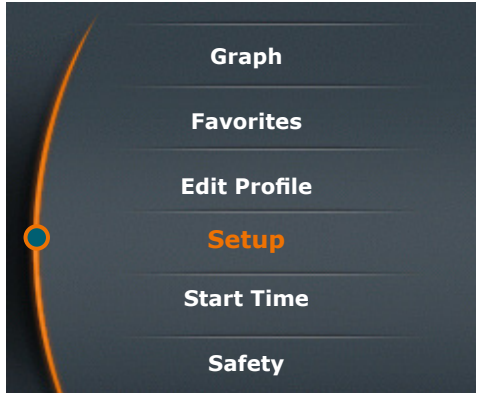 Graph
Favorites
Edit Profile
Setup
Start Time
Safety